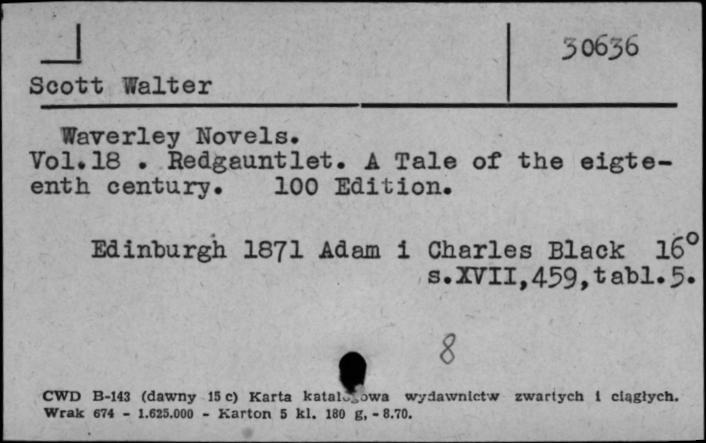 30636
Scott Walter
Waverley Novels.
Vol.18 . Redgauntlet. A Tale of the eigte-
enth century. 100 Edition.
Edinburgh 1871 Adam i Charles Black 16°
s.XVII,459,tabl.5.
8
CWD B-143 (dawny 15 c) Karta katalogowa wydawnictw zwartych i ciągłych.
Wrak 674 - 1.625.000 - Karton 5 kl. 180 g, - 8.70.